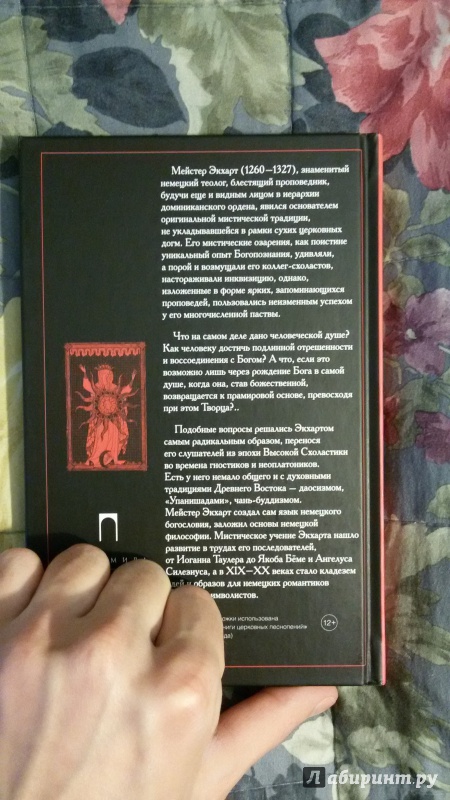 Мейстер Экхарт (1260–1327), знаменитый
немецкий теолог, блестящий проповедник,
будучи еще и видным лицом в иерархии
доминиканского ордена, явился основателем
оригинальной мистической традиции,
не укладывавшейся в рамки сухих церковных
догм. Его мистические озарения, как поистине
уникальный опыт Богопознания, удивляли,
а порой и возмущали его коллег-схоластов,
настораживали инквизицию, однако,
изложенные в форме ярких, запоминающихся
проповедей, пользовались неизменным успехом
у его многочисленной паствы.
Что на самом деле дано человеческой душе?
Как человеку достичь подлинной отрешенности
и воссоединения с Богом? А что, если это
возможно лишь через рождение Бога в самой
душе, когда она, став божественной,
возвращается к прамировой основе, превосходя
при этом Творца?..
Подобные вопросы решались Экхартом
самым радикальным образом, перенося
его слушателей из эпохи Высокой Схоластики
во времена гностиков и неоплатоников.
Есть у него немало общего и с духовными
традициями Древнего Востока — даосизмом,
«Упанишадами», чань-буддизмом.
Мейстер Экхарт создал сам язык немецкого
богословия, заложил основы немецкой
философии. Мистическое учение Экхарта нашло
развитие в трудах его последователей,
от Иоганна Таулера до Якоба Бёме и Ангелуса
Силезиуса, а в XIX–XX веках стало кладезем
и образов для немецких романтиков
имволистов.
ожки использована
ниги церковных песнопений»
да)
12+
Лабиринт.ру